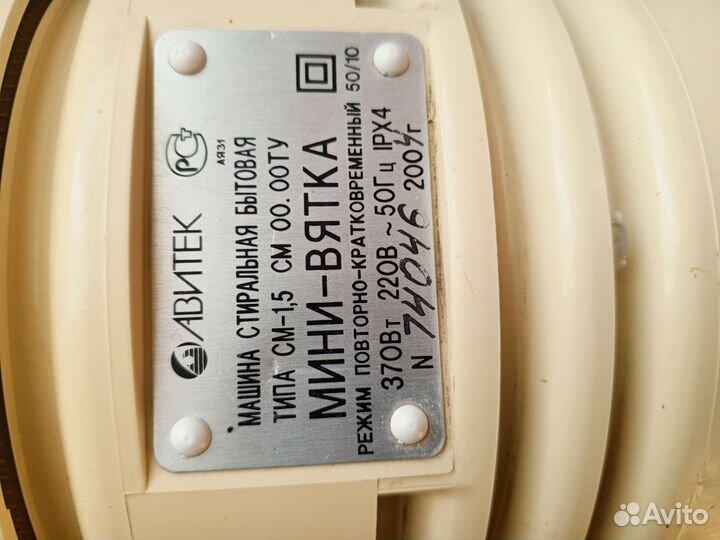 АВИТЕК
РСТ
АЯ31
МАШИНА СТИРАЛЬНАЯ БЫТОВАЯ
ТИПА СМ-1,5 СМ 00.00ТУ
МИНИ-ВЯТКА
РЕЖИМ ПОВТОРНО-КРАТКОВРЕМЕННЫЙ 50/10
370Вт 220В ~ 50Гц IPX4
N 74046 2004г
Avito